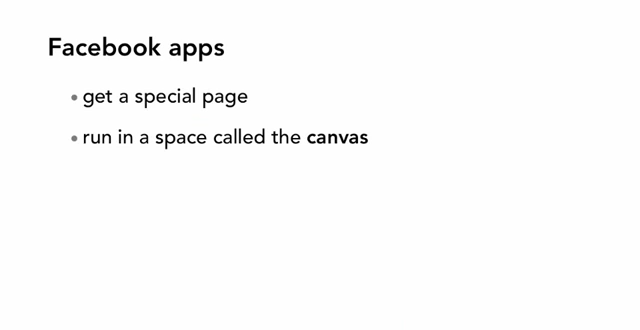 Facebook apps
• get a special page
• run in a space called the canvas